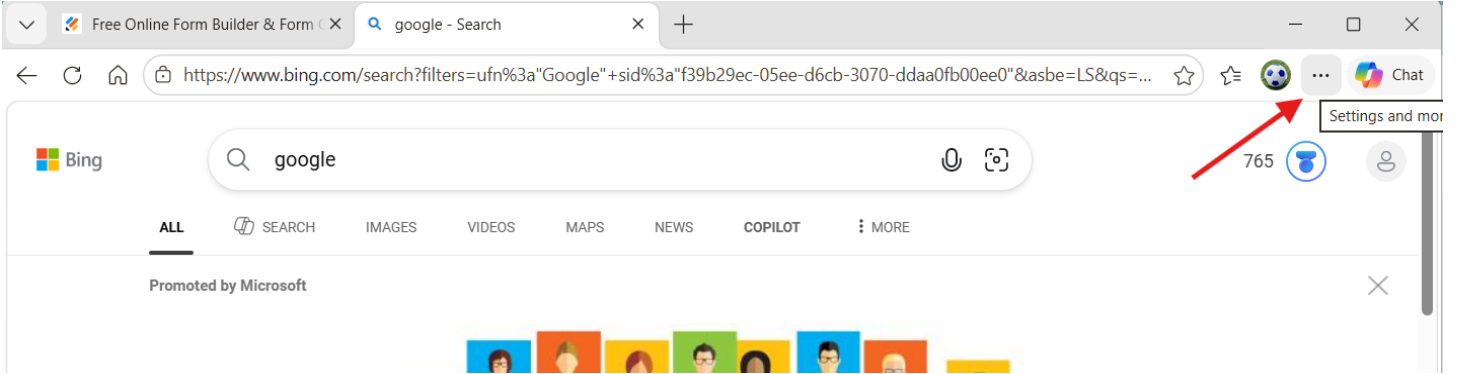 Free Online Form Builder & Form
google - Search
https://www.bing.com/search?filters=ufn%3a"Google"+sid%3a"f39b29ec-05ee-d6cb-3070-ddaa0fb00ee0"&asbe=LS&qs=...
Chat
Settings and mor
Bing
google
765
ALL SEARCH IMAGES VIDEOS MAPS NEWS COPILOT MORE
Promoted by Microsoft